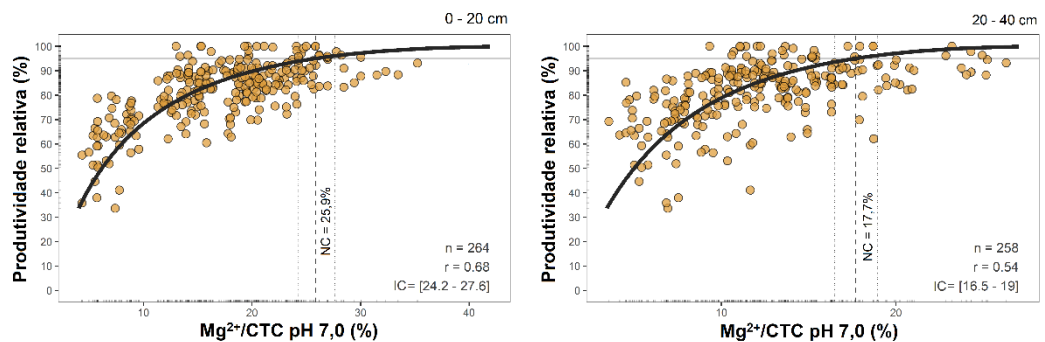 0 - 20 cm
Produtividade relativa (%)
100
90
80
70
60
50
40
30
20
10
0
NC = 25,9%
n = 264
r = 0.68
IC= [24.2 - 27.6]
10
20
30
40
Mg²⁺/CTC pH 7,0 (%)
20 - 40 cm
Produtividade relativa (%)
100
90
80
70
60
50
40
30
20
10
0
NC = 17,7%
n = 258
r = 0.54
IC= [16.5 - 19]
10
20
Mg²⁺/CTC pH 7,0 (%)